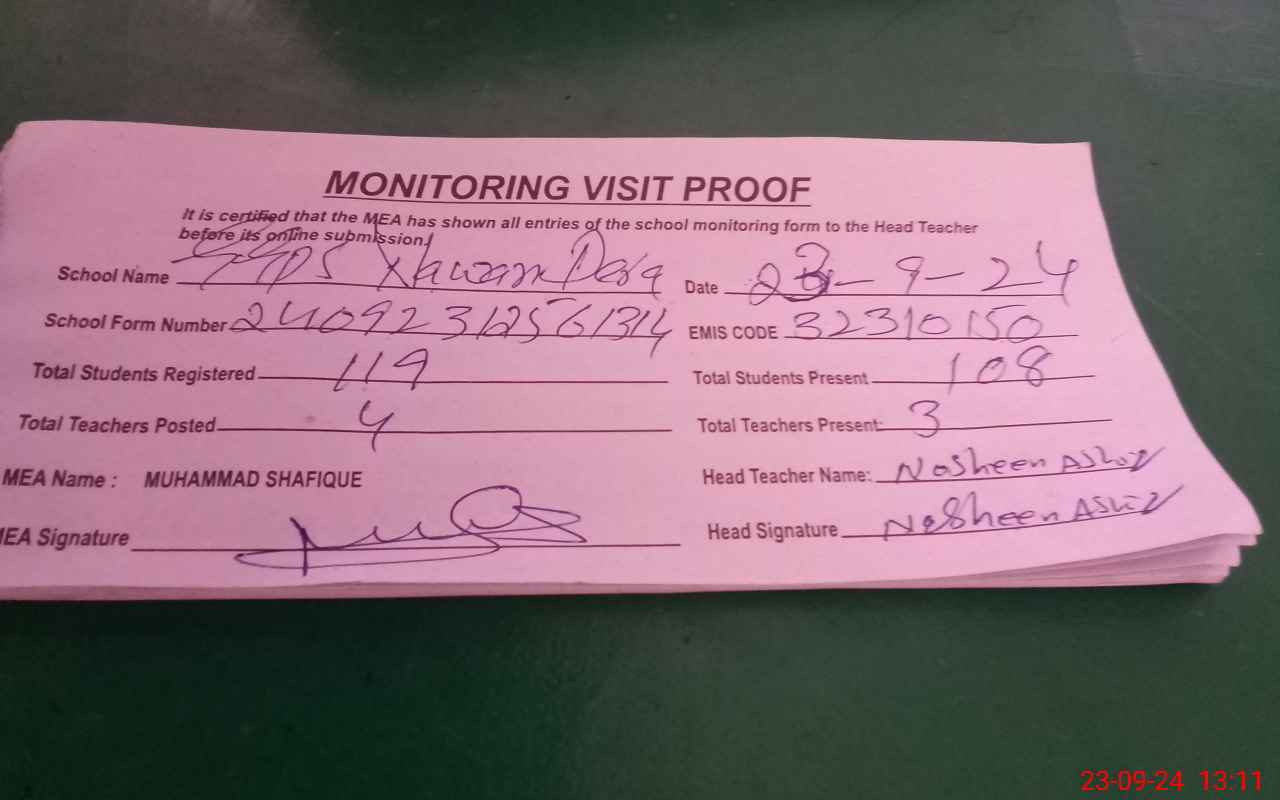 MONITORING VISIT PROOF
It is certified that the MEA has shown all entries of the school monitoring form to the Head Teacher
before its online submission.
School Name GGPS Dera Date 23-9-24
School Form Number EMIS CODE 32310150
Total Students Registered 119 Total Students Present 108
Total Teachers Posted 4 Total Teachers Present: 3
MEA Name : MUHAMMAD SHAFIQUE Head Teacher Name: Nosheen
MEA Signature Head Signature Nosheen
23-09-24 13:11